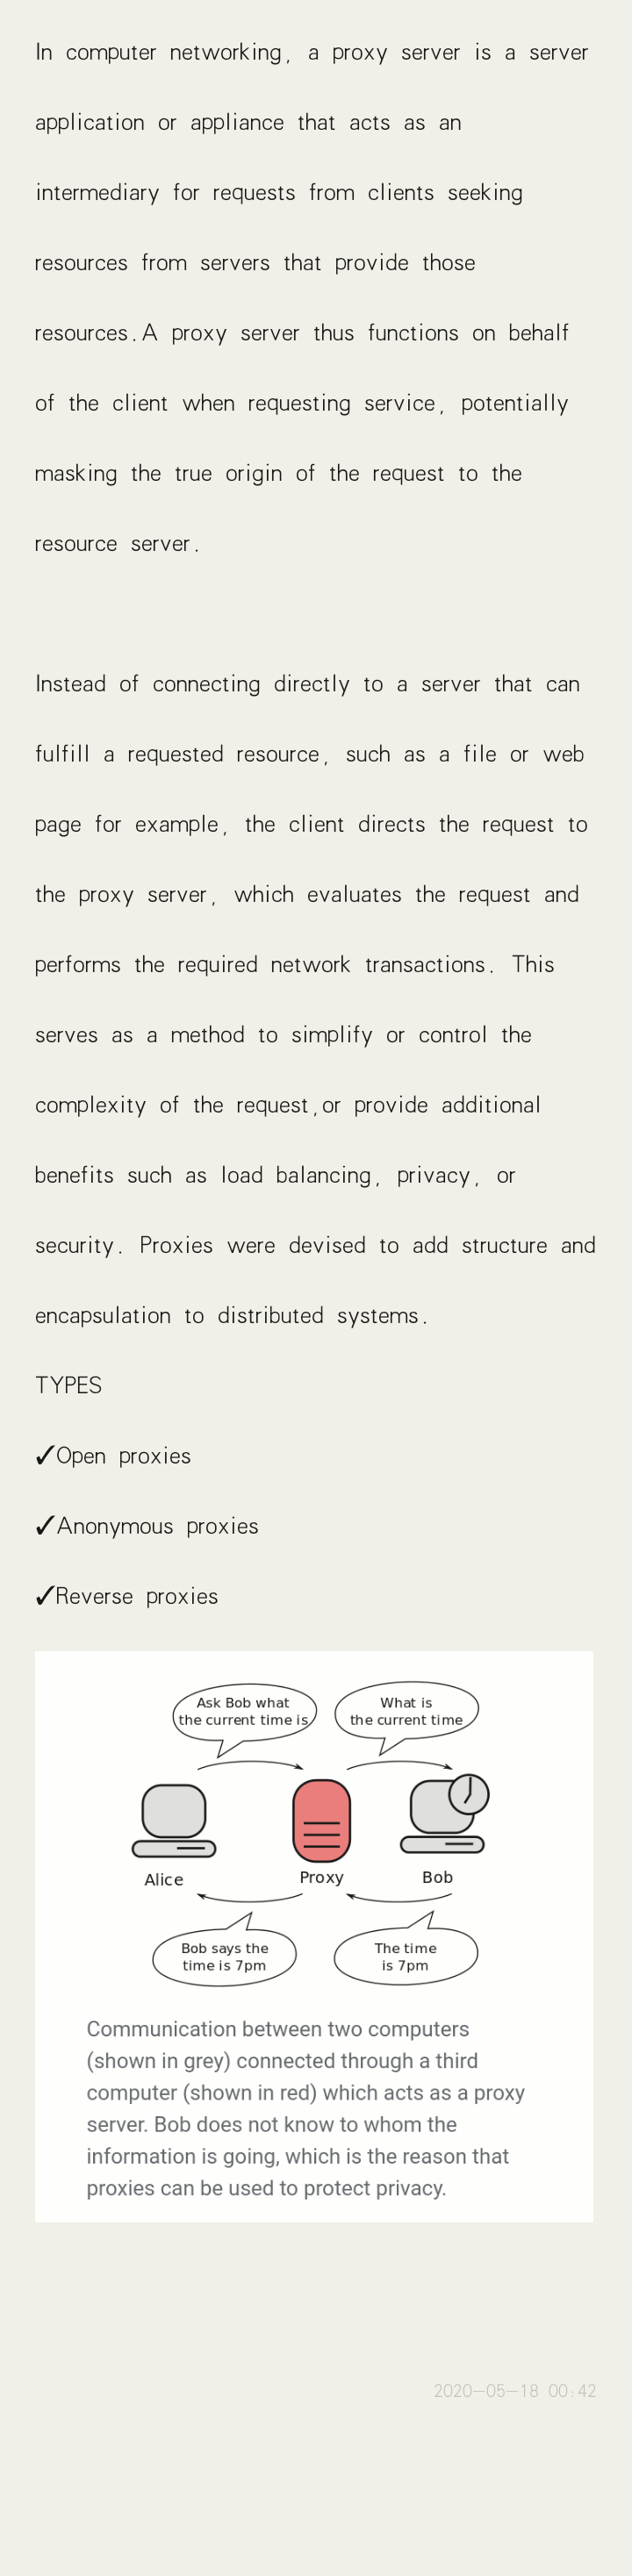 In computer networking, a proxy server is a server
application or appliance that acts as an
intermediary for requests from clients seeking
resources from servers that provide those
resources.A proxy server thus functions on behalf
of the client when requesting service, potentially
masking the true origin of the request to the
resource server.
Instead of connecting directly to a server that can
fulfill a requested resource, such as a file or web
page for example, the client directs the request to
the proxy server, which evaluates the request and
performs the required network transactions. This
serves as a method to simplify or control the
complexity of the request,or provide additional
benefits such as load balancing, privacy, or
security. Proxies were devised to add structure and
encapsulation to distributed systems.
TYPES
✓Open proxies
✓Anonymous proxies
✓Reverse proxies
Ask Bob what
the current time is
What is
the current time
Alice
Proxy
Bob
Bob says the
time is 7pm
The time
is 7pm
Communication between two computers
(shown in grey) connected through a third
computer (shown in red) which acts as a proxy
server. Bob does not know to whom the
information is going, which is the reason that
proxies can be used to protect privacy.
2020-05-18 00:42